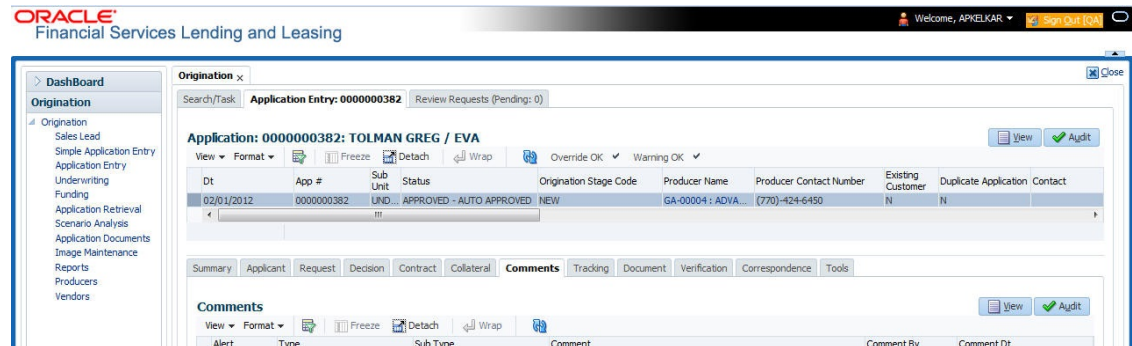 ORACLE®
Financial Services Lending and Leasing
Welcome, APKELKAR
Sign Out [QA]
Close
DashBoard
Origination
Origination
Sales Lead
Simple Application Entry
Application Entry
Underwriting
Funding
Application Retrieval
Scenario Analysis
Application Documents
Image Maintenance
Reports
Producers
Vendors
Origination
Search/Task Application Entry: 0000000382 Review Requests (Pending: 0)
Application: 0000000382: TOLMAN GREG / EVA
View Audit
View Format Freeze Detach Wrap Override OK Warning OK
Dt App # Sub Unit Status Origination Stage Code Producer Name Producer Contact Number Existing Customer Duplicate Application Contact
02/01/2012 0000000382 UND... APPROVED - AUTO APPROVED NEW GA-00004 : ADVA... (770)-424-6450 N N
Summary Applicant Request Decision Contract Collateral Comments Tracking Document Verification Correspondence Tools
Comments
View Audit
View Format Freeze Detach Wrap
Alert Type Sub Type Comment Comment By Comment Dt